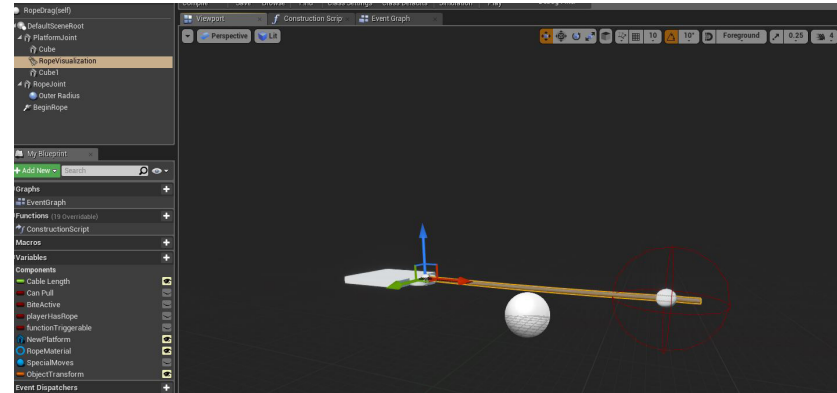 RopeDrag(self)
DefaultSceneRoot
PlatformJoint
Cube
RopeVisualization
Cube1
RopeJoint
Outer Radius
BeginRope
My Blueprint
+ Add New Search
Graphs
EventGraph
Functions (19 Overridable)
ConstructionScript
Macros
Variables
Components
Cable Length
Can Pull
BiteActive
playerHasRope
functionTriggerable
NewPlatform
RopeMaterial
SpecialMoves
ObjectTransform
Event Dispatchers
Viewport Construction Scrip Event Graph
Perspective Lit 10 10° Foreground 0.25 4